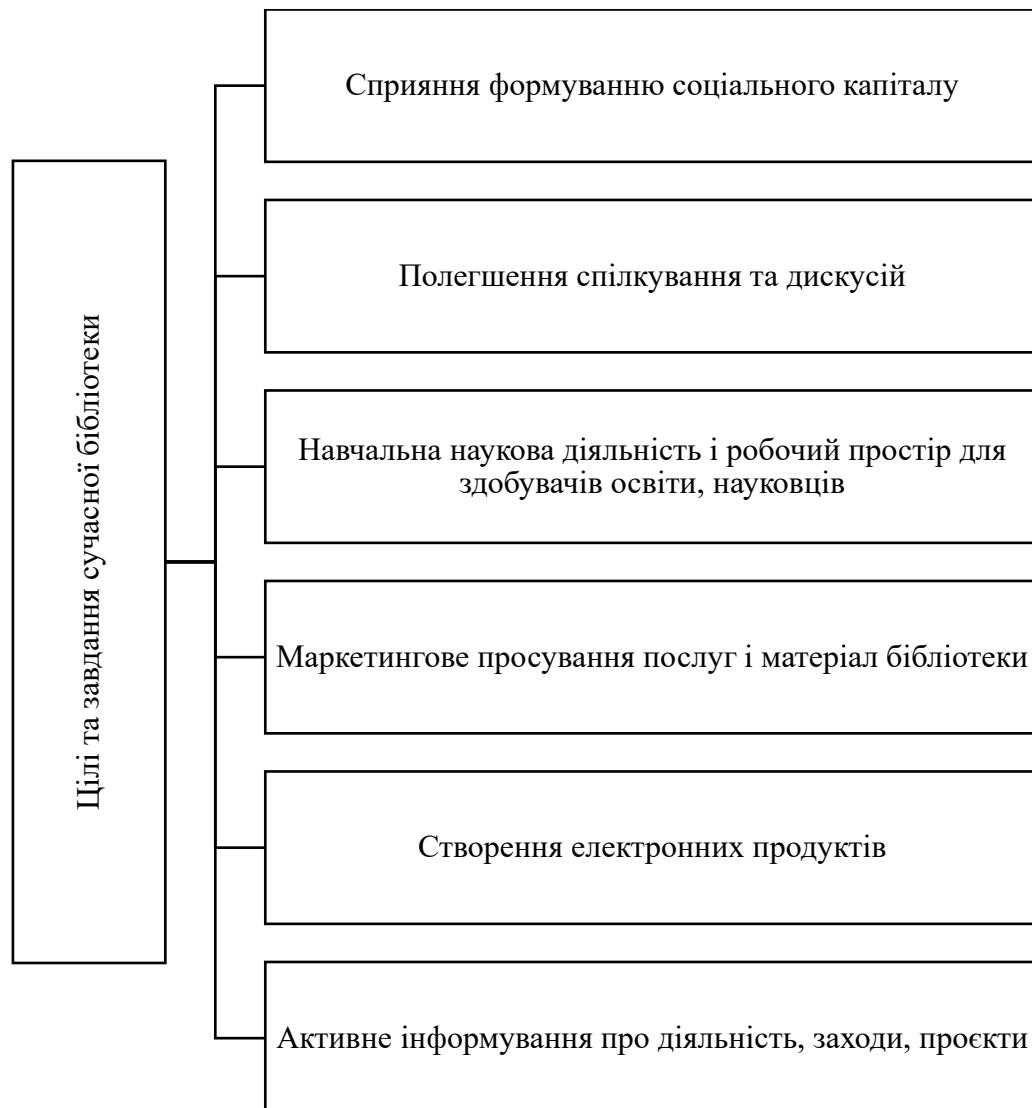 Цілі та завдання сучасної бібліотеки
Сприяння формуванню соціального капіталу
Полегшення спілкування та дискусій
Навчальна наукова діяльність і робочий простір для
здобувачів освіти, науковців
Маркетингове просування послуг і матеріал бібліотеки
Створення електронних продуктів
Активне інформування про діяльність, заходи, проєкти